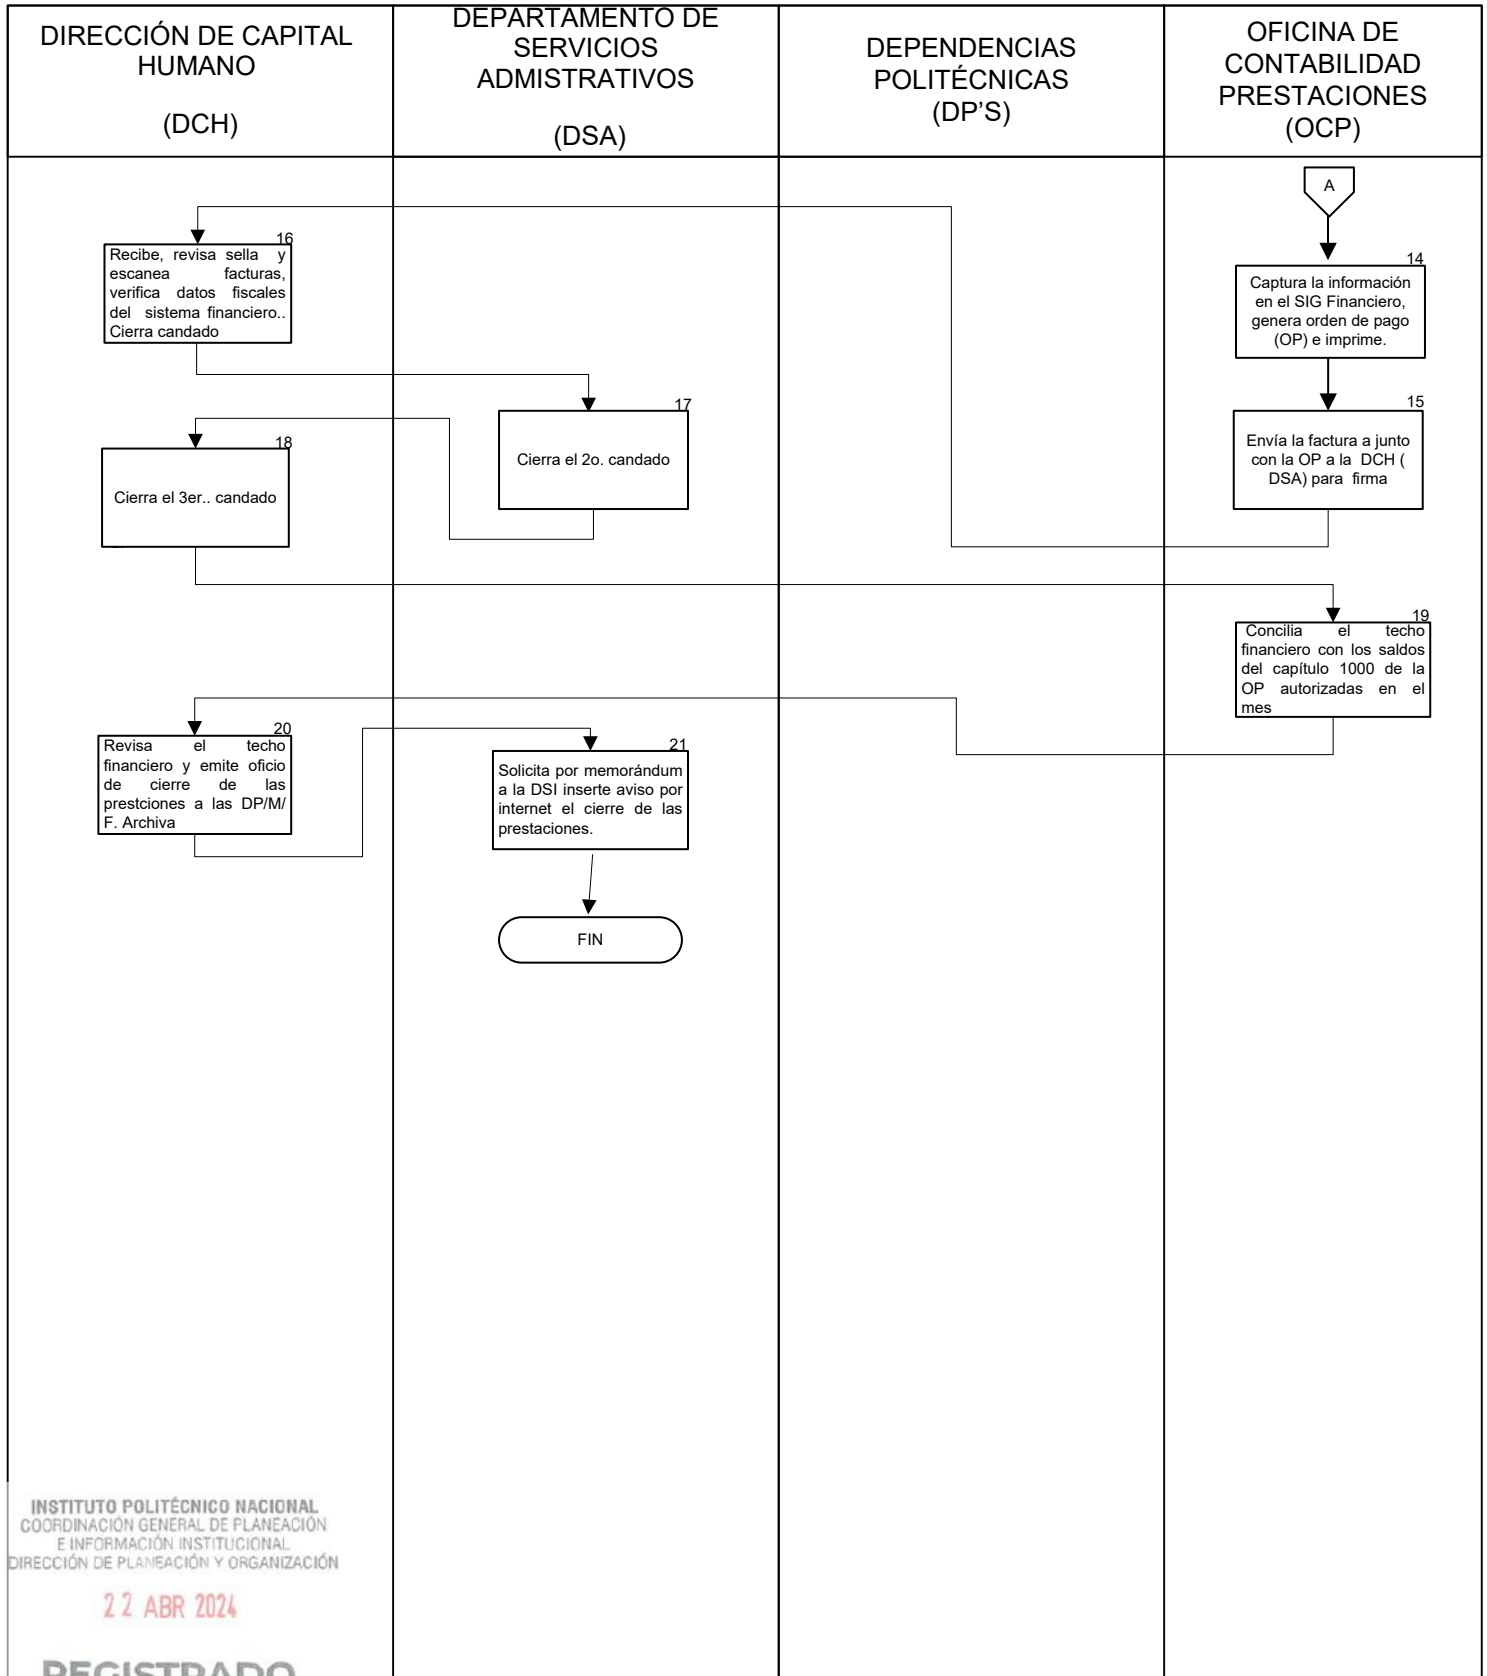 DIRECCIÓN DE CAPITAL
HUMANO
(DCH)
DEPARTAMENTO DE
SERVICIOS
ADMISTRATIVOS
(DSA)
DEPENDENCIAS
POLITÉCNICAS
(DP'S)
OFICINA DE
CONTABILIDAD
PRESTACIONES
(OCP)
A
14
Captura la información
en el SIG Financiero,
genera orden de pago
(OP) e imprime.
15
Envía la factura a junto
con la OP a la DCH (
DSA) para firma
16
Recibe, revisa sella y
escanea facturas,
verifica datos fiscales
del sistema financiero..
Cierra candado
17
Cierra el 2o. candado
18
Cierra el 3er.. candado
19
Concilia el techo
financiero con los saldos
del capítulo 1000 de la
OP autorizadas en el
mes
20
Revisa el techo
financiero y emite oficio
de cierre de las
prestciones a las DP/M/
F. Archiva
21
Solicita por memorándum
a la DSI inserte aviso por
internet el cierre de las
prestaciones.
FIN
INSTITUTO POLITÉCNICO NACIONAL
COORDINACIÓN GENERAL DE PLANEACIÓN
E INFORMACIÓN INSTITUCIONAL
DIRECCIÓN DE PLANEACIÓN Y ORGANIZACIÓN
22 ABR 2024
REGISTRADO